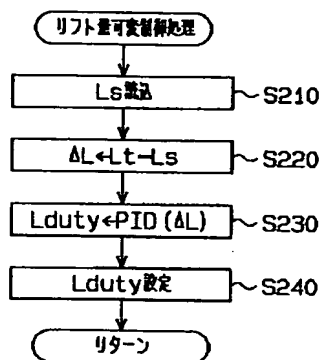 リフト量可変制御処理
Ls読込
S210
ΔL←Lt-Ls
S220
Lduty←PID(ΔL)
S230
Lduty設定
S240
リターン